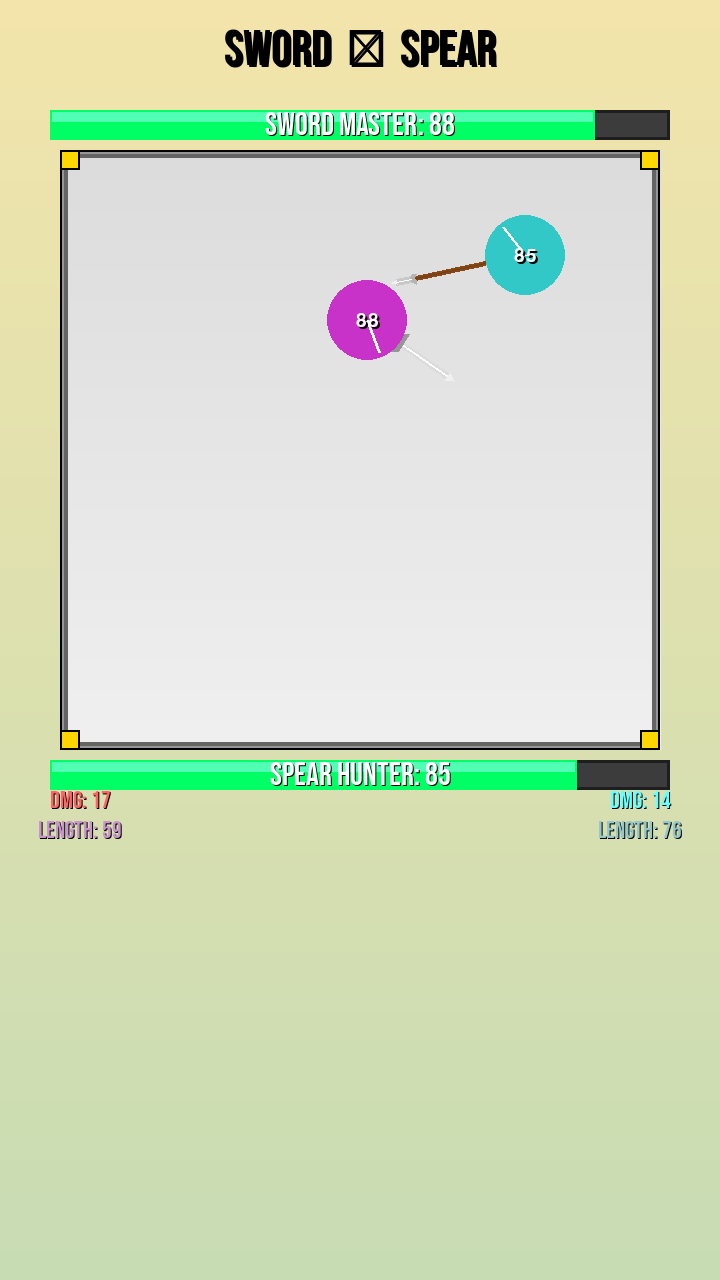 SWORD ☒ SPEAR
SWORD MASTER: 88
85
88
SPEAR HUNTER: 85
DMG: 17 DMG: 14
LENGTH: 59 LENGTH: 76